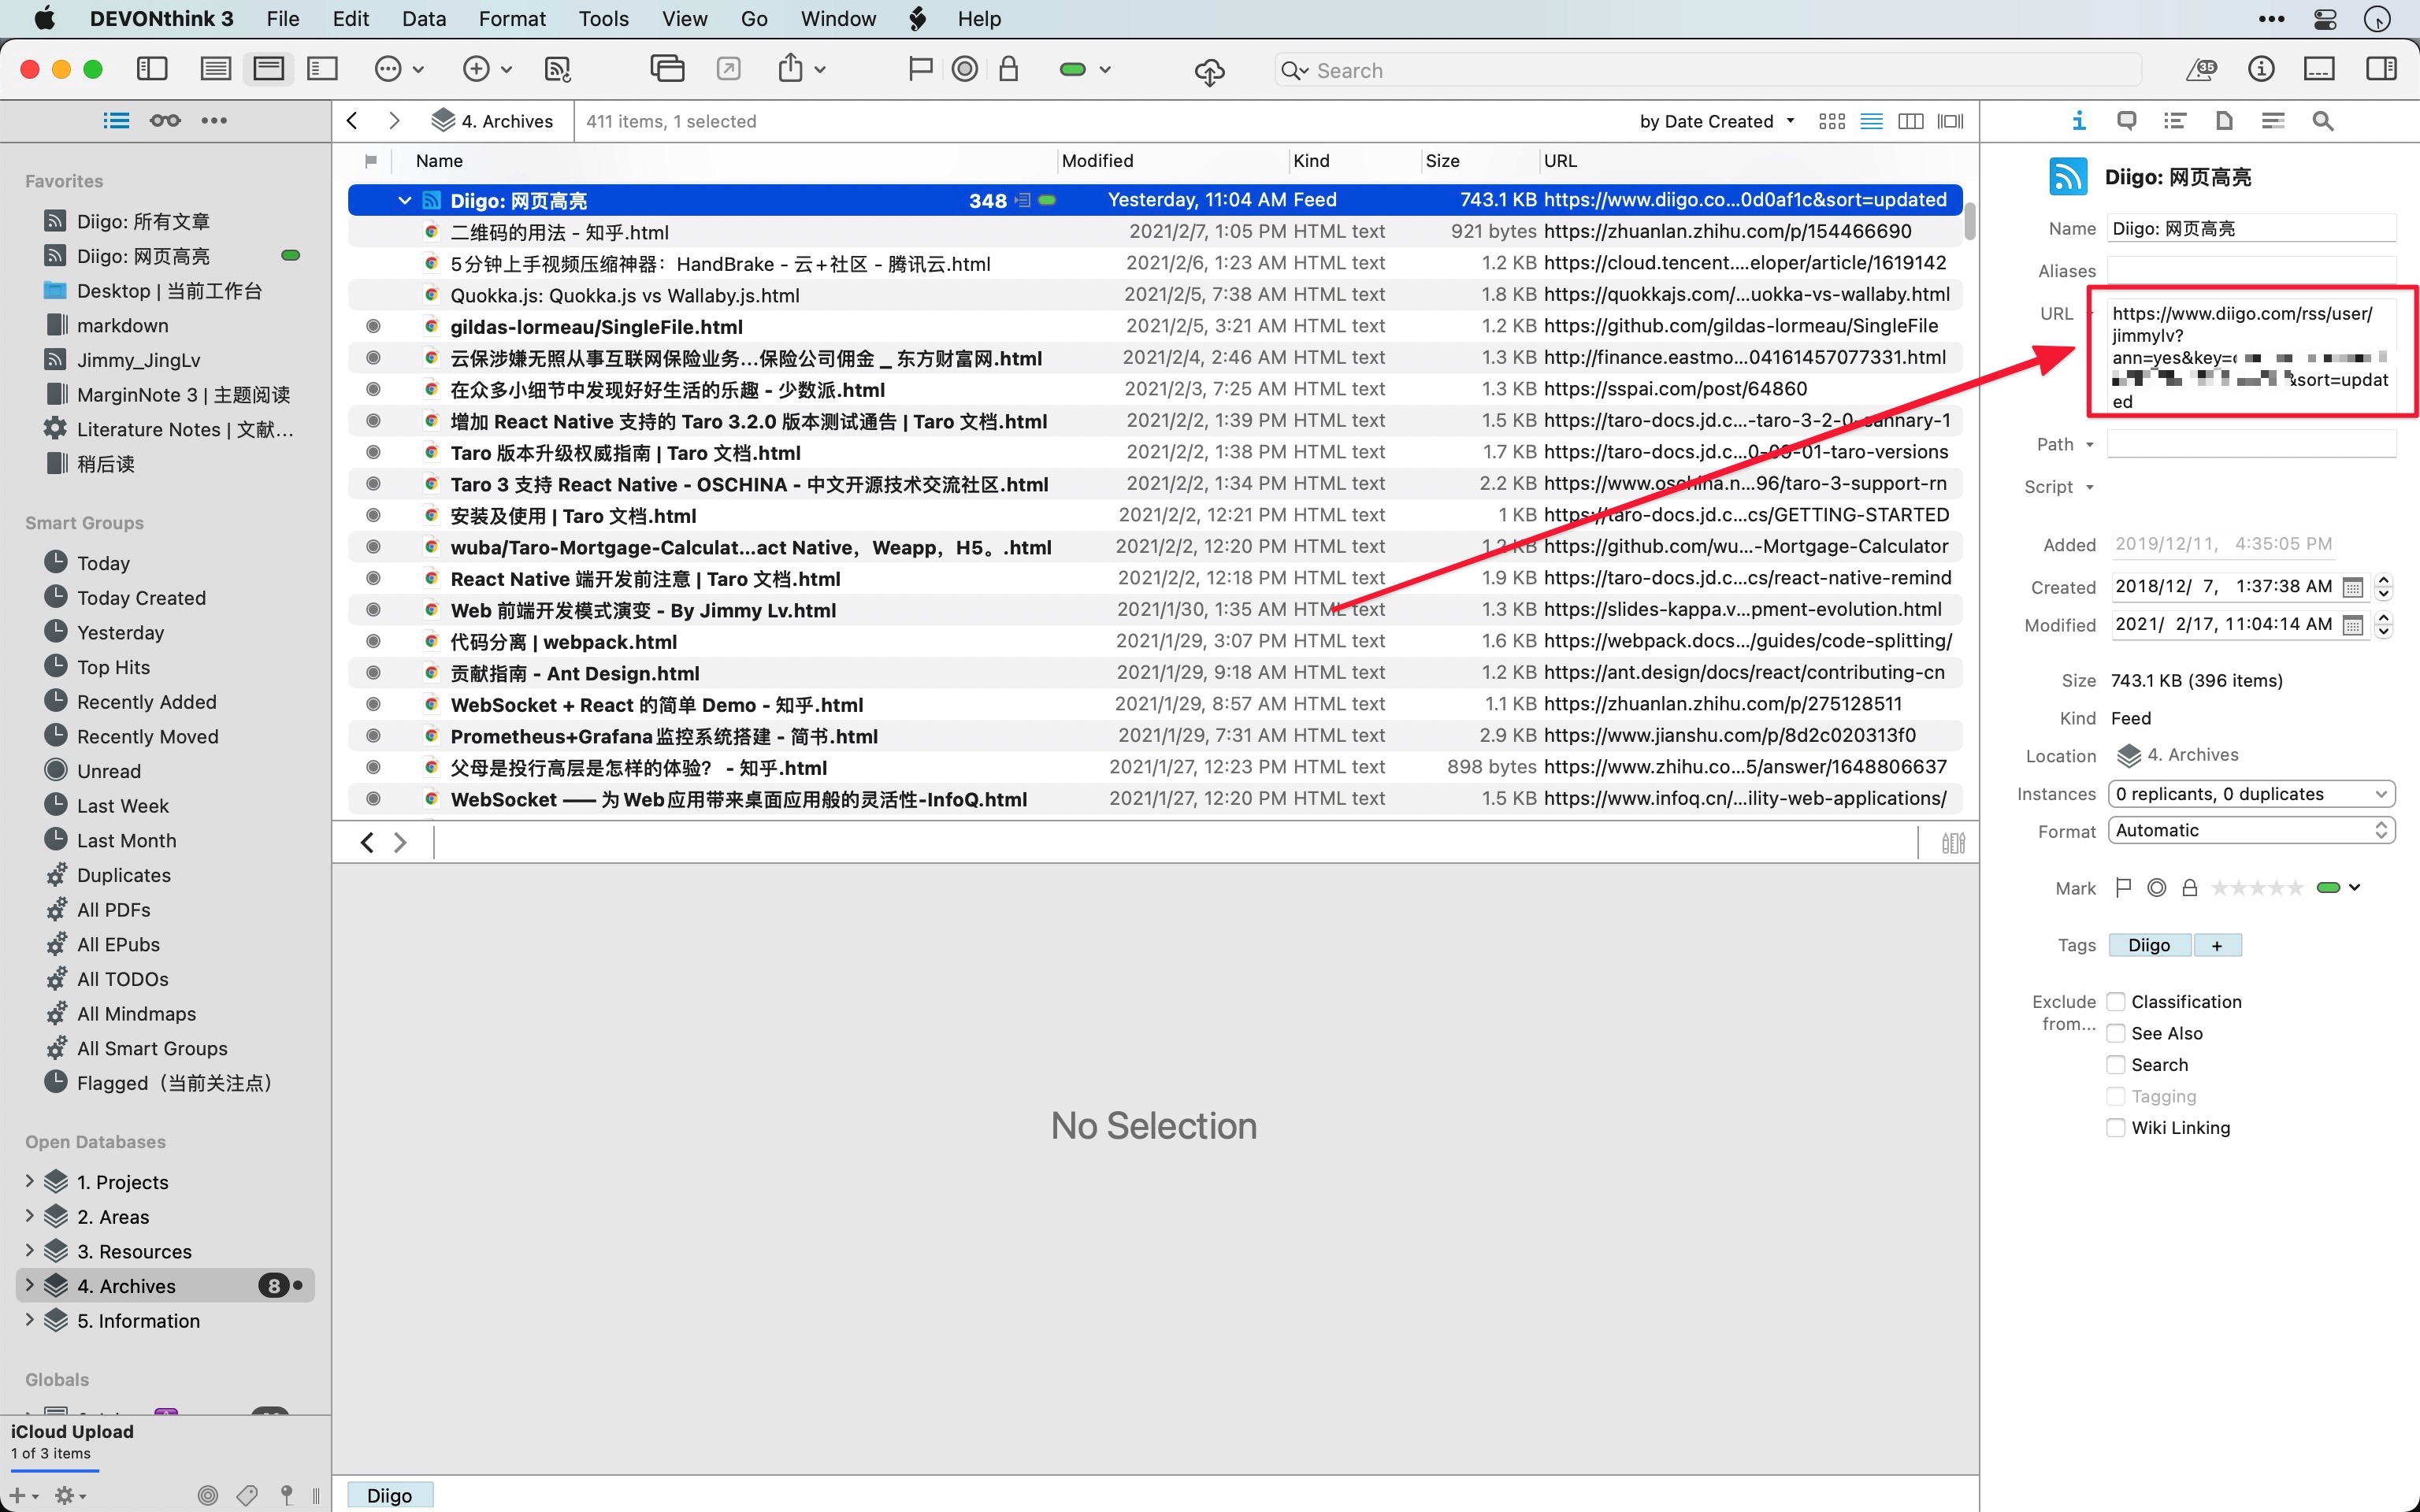 DEVONthink 3 File Edit Data Format Tools View Go Window Help
Search
35
4. Archives 411 items, 1 selected by Date Created
Name Modified Kind Size URL
Diigo: 网页高亮 348 Yesterday, 11:04 AM Feed 743.1 KB https://www.diigo.co...0d0af1c&sort=updated
二维码的用法 - 知乎.html 2021/2/7, 1:05 PM HTML text 921 bytes https://zhuanlan.zhihu.com/p/154466690
5分钟上手视频压缩神器：HandBrake - 云+社区 - 腾讯云.html 2021/2/6, 1:23 AM HTML text 1.2 KB https://cloud.tencent....eloper/article/1619142
Quokka.js: Quokka.js vs Wallaby.js.html 2021/2/5, 7:38 AM HTML text 1.8 KB https://quokkajs.com/...uokka-vs-wallaby.html
gildas-lormeau/SingleFile.html 2021/2/5, 3:21 AM HTML text 1.2 KB https://github.com/gildas-lormeau/SingleFile
云保涉嫌无照从事互联网保险业务...保险公司佣金 _ 东方财富网.html 2021/2/4, 2:46 AM HTML text 1.3 KB http://finance.eastmo...04161457077331.html
在众多小细节中发现好好生活的乐趣 - 少数派.html 2021/2/3, 7:25 AM HTML text 1.3 KB https://sspai.com/post/64860
增加 React Native 支持的 Taro 3.2.0 版本测试通告 | Taro 文档.html 2021/2/2, 1:39 PM HTML text 1.5 KB https://taro-docs.jd.c...-taro-3-2-0-cannary-1
Taro 版本升级权威指南 | Taro 文档.html 2021/2/2, 1:38 PM HTML text 1.7 KB https://taro-docs.jd.c...0-09-01-taro-versions
Taro 3 支持 React Native - OSCHINA - 中文开源技术交流社区.html 2021/2/2, 1:34 PM HTML text 2.2 KB https://www.oschina.n...96/taro-3-support-rn
安装及使用 | Taro 文档.html 2021/2/2, 12:21 PM HTML text 1 KB https://taro-docs.jd.c...cs/GETTING-STARTED
wuba/Taro-Mortgage-Calculat...act Native，Weapp，H5。.html 2021/2/2, 12:20 PM HTML text 1.2 KB https://github.com/wu...-Mortgage-Calculator
React Native 端开发前注意 | Taro 文档.html 2021/2/2, 12:18 PM HTML text 1.9 KB https://taro-docs.jd.c...cs/react-native-remind
Web 前端开发模式演变 - By Jimmy Lv.html 2021/1/30, 1:35 AM HTML text 1.3 KB https://slides-kappa.v...pment-evolution.html
代码分离 | webpack.html 2021/1/29, 3:07 PM HTML text 1.6 KB https://webpack.docs.../guides/code-splitting/
贡献指南 - Ant Design.html 2021/1/29, 9:18 AM HTML text 1.2 KB https://ant.design/docs/react/contributing-cn
WebSocket + React 的简单 Demo - 知乎.html 2021/1/29, 8:57 AM HTML text 1.1 KB https://zhuanlan.zhihu.com/p/275128511
Prometheus+Grafana监控系统搭建 - 简书.html 2021/1/29, 7:31 AM HTML text 2.9 KB https://www.jianshu.com/p/8d2c020313f0
父母是投行高层是怎样的体验？ - 知乎.html 2021/1/27, 12:23 PM HTML text 898 bytes https://www.zhihu.co...5/answer/1648806637
WebSocket —— 为Web应用带来桌面应用般的灵活性-InfoQ.html 2021/1/27, 12:20 PM HTML text 1.5 KB https://www.infoq.cn/...ility-web-applications/
No Selection
Diigo
Favorites
Diigo: 所有文章
Diigo: 网页高亮
Desktop | 当前工作台
markdown
Jimmy_JingLv
MarginNote 3 | 主题阅读
Literature Notes | 文献...
稍后读
Smart Groups
Today
Today Created
Yesterday
Top Hits
Recently Added
Recently Moved
Unread
Last Week
Last Month
Duplicates
All PDFs
All EPubs
All TODOs
All Mindmaps
All Smart Groups
Flagged（当前关注点）
Open Databases
1. Projects
2. Areas
3. Resources
4. Archives 8
5. Information
Globals
iCloud Upload
1 of 3 items
Diigo: 网页高亮
Name Diigo: 网页高亮
Aliases
URL https://www.diigo.com/rss/user/
jimmylv?
ann=yes&key=
&sort=updat
ed
Path
Script
Added 2019/12/11, 4:35:05 PM
Created 2018/12/ 7, 1:37:38 AM
Modified 2021/ 2/17, 11:04:14 AM
Size 743.1 KB (396 items)
Kind Feed
Location 4. Archives
Instances 0 replicants, 0 duplicates
Format Automatic
Mark
Tags Diigo +
Exclude from... Classification
See Also
Search
Tagging
Wiki Linking